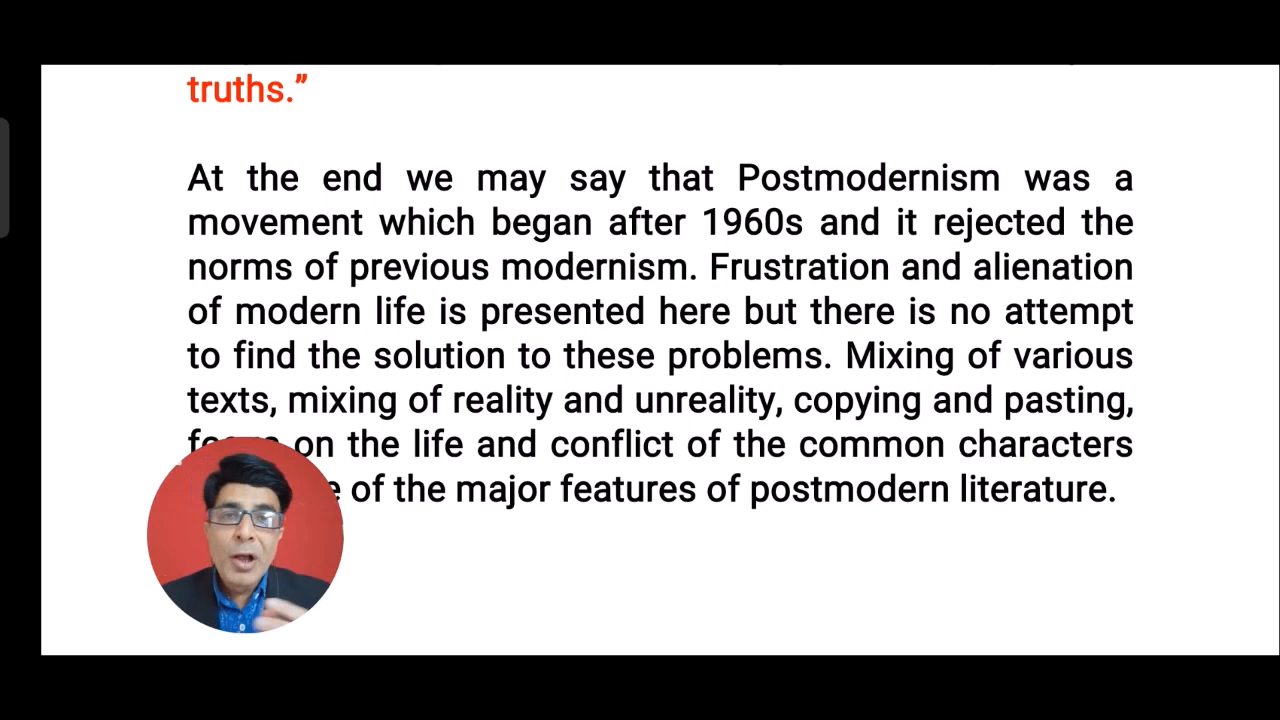 truths.”
At the end we may say that Postmodernism was a
movement which began after 1960s and it rejected the
norms of previous modernism. Frustration and alienation
of modern life is presented here but there is no attempt
to find the solution to these problems. Mixing of various
texts, mixing of reality and unreality, copying and pasting,
on the life and conflict of the common characters
of the major features of postmodern literature.